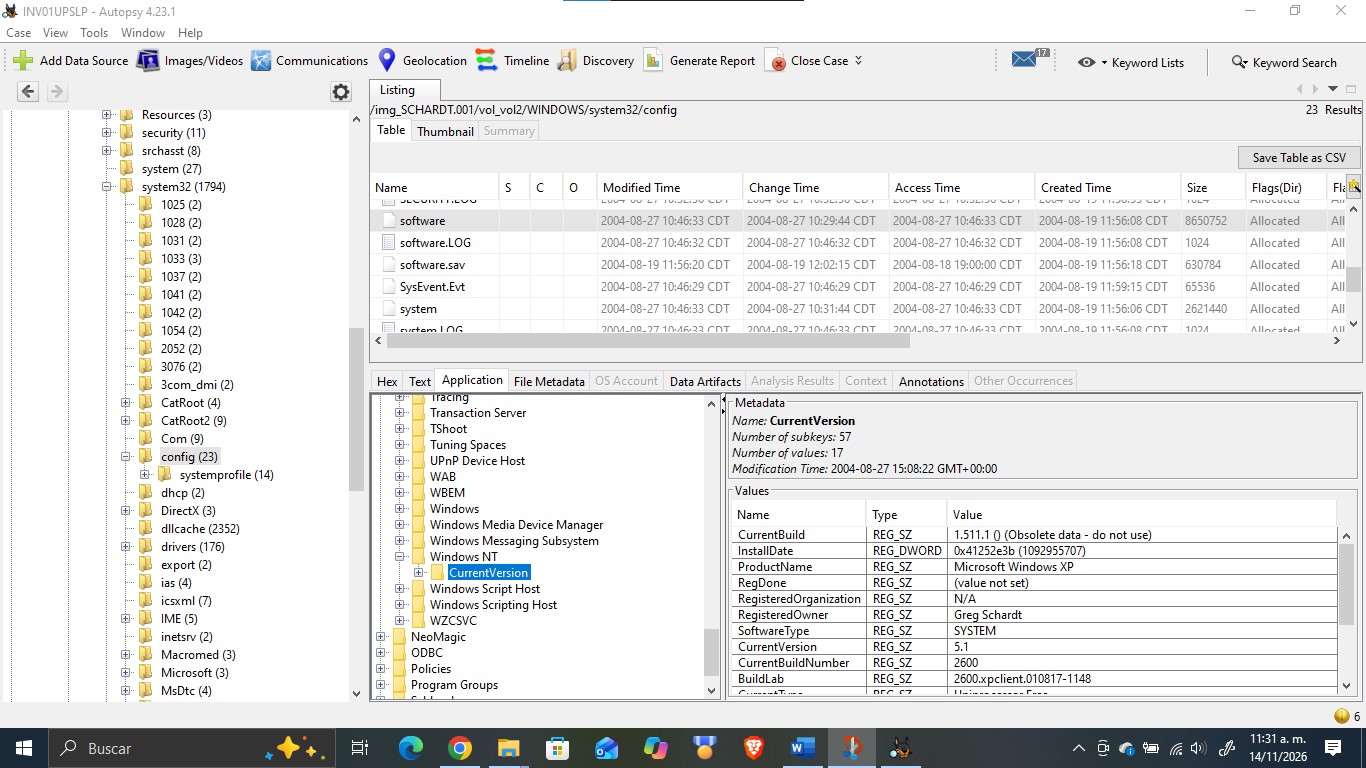 INV01UPSLP - Autopsy 4.23.1
Case View Tools Window Help
Add Data Source Images/Videos Communications Geolocation Timeline Discovery Generate Report Close Case 17 Keyword Lists Keyword Search
Listing
/img_SCHARDT.001/vol_vol2/WINDOWS/system32/config 23 Results
Table Thumbnail Summary
Save Table as CSV
Name S C O Modified Time Change Time Access Time Created Time Size Flags(Dir) Fla
software 2004-08-27 10:46:33 CDT 2004-08-27 10:29:44 CDT 2004-08-27 10:46:33 CDT 2004-08-19 11:56:08 CDT 8650752 Allocated All
software.LOG 2004-08-27 10:46:32 CDT 2004-08-27 10:46:32 CDT 2004-08-27 10:46:32 CDT 2004-08-19 11:56:08 CDT 1024 Allocated All
software.sav 2004-08-19 11:56:20 CDT 2004-08-19 12:02:15 CDT 2004-08-18 19:00:00 CDT 2004-08-19 11:56:18 CDT 630784 Allocated All
SysEvent.Evt 2004-08-27 10:46:29 CDT 2004-08-27 10:46:29 CDT 2004-08-27 10:46:29 CDT 2004-08-19 11:59:15 CDT 65536 Allocated All
system 2004-08-27 10:46:33 CDT 2004-08-27 10:31:44 CDT 2004-08-27 10:46:33 CDT 2004-08-19 11:56:06 CDT 2621440 Allocated All
system.LOG
Resources (3)
security (11)
srchasst (8)
system (27)
system32 (1794)
1025 (2)
1028 (2)
1031 (2)
1033 (3)
1037 (2)
1041 (2)
1042 (2)
1054 (2)
2052 (2)
3076 (2)
3com_dmi (2)
CatRoot (4)
CatRoot2 (9)
Com (9)
config (23)
systemprofile (14)
dhcp (2)
DirectX (3)
dllcache (2352)
drivers (176)
export (2)
ias (4)
icsxml (7)
IME (5)
inetsrv (2)
Macromed (3)
Microsoft (3)
MsDtc (4)
Hex Text Application File Metadata OS Account Data Artifacts Analysis Results Context Annotations Other Occurrences
Tracing
Transaction Server
TShoot
Tuning Spaces
UPnP Device Host
WAB
WBEM
Windows
Windows Media Device Manager
Windows Messaging Subsystem
Windows NT
CurrentVersion
Windows Script Host
Windows Scripting Host
WZCSVC
NeoMagic
ODBC
Policies
Program Groups
Metadata
Name: CurrentVersion
Number of subkeys: 57
Number of values: 17
Modification Time: 2004-08-27 15:08:22 GMT+00:00
Values
Name Type Value
CurrentBuild REG_SZ 1.511.1 () (Obsolete data - do not use)
InstallDate REG_DWORD 0x41252e3b (1092955707)
ProductName REG_SZ Microsoft Windows XP
RegDone REG_SZ (value not set)
RegisteredOrganization REG_SZ N/A
RegisteredOwner REG_SZ Greg Schardt
SoftwareType REG_SZ SYSTEM
CurrentVersion REG_SZ 5.1
CurrentBuildNumber REG_SZ 2600
BuildLab REG_SZ 2600.xpclient.010817-1148
6
Buscar
11:31 a. m.
14/11/2026